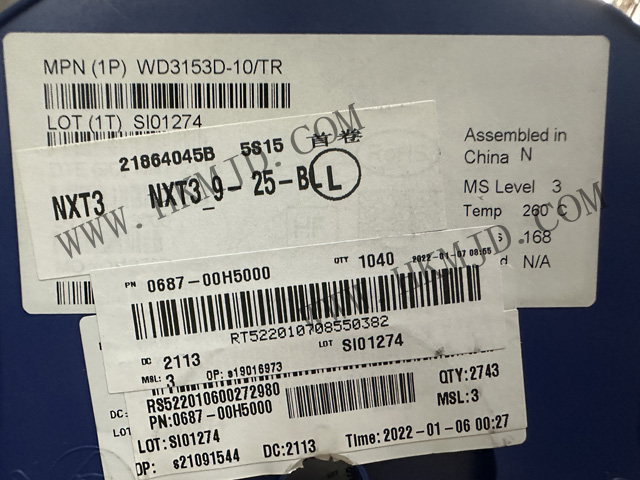 MPN (1P) WD3153D-10/TR
LOT (1T) SI01274
Assembled in
China N
MS Level 3
Temp 260 C
168
N/A
21864045B 5S15 首卷
NXT3 NXT3_9-25-B-L L
WWW.HKMJD.COM
WWW.HKMJD.COM
PN 0687-00H5000 QTY 1040 2022-01-07 08:55
RT522010708550382
DC 2113 LOT SI01274
MSL: 3 OP: s19016973
RS522010600272980 QTY:2743
DC: PN:0687-00H5000 MSL:3
LOT LOT:SI01274 DC:2113 Time:2022-01-06 00:27
OP: s21091544